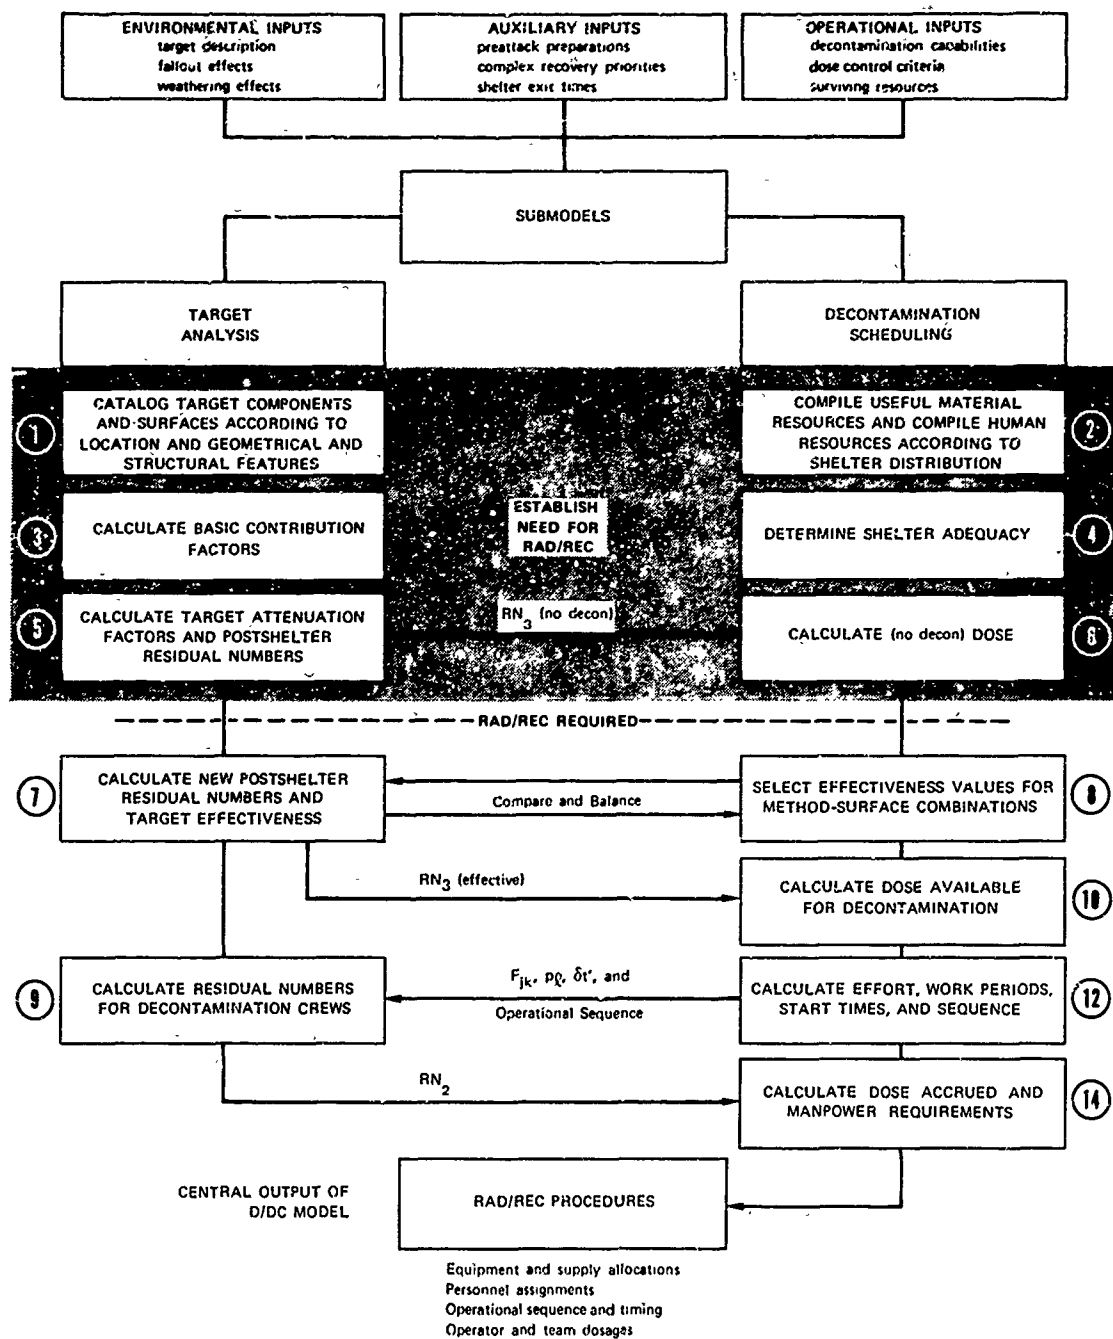 ENVIRONMENTAL INPUTS
target description
fallout effects
weathering effects
AUXILIARY INPUTS
preattack preparations
complex recovery priorities
shelter exit times
OPERATIONAL INPUTS
decontamination capabilities
dose control criteria
surviving resources
SUBMODELS
TARGET
ANALYSIS
DECONTAMINATION
SCHEDULING
1
CATALOG TARGET COMPONENTS
AND SURFACES ACCORDING TO
LOCATION AND GEOMETRICAL AND
STRUCTURAL FEATURES
COMPILE USEFUL MATERIAL
RESOURCES AND COMPILE HUMAN
RESOURCES ACCORDING TO
SHELTER DISTRIBUTION
2
3
CALCULATE BASIC CONTRIBUTION
FACTORS
ESTABLISH
NEED FOR
RAD/REC
DETERMINE SHELTER ADEQUACY
4
5
CALCULATE TARGET ATTENUATION
FACTORS AND POSTSHELTER
RESIDUAL NUMBERS
RN3 (no decon)
CALCULATE (no decon) DOSE
6
RAD/REC REQUIRED
7
CALCULATE NEW POSTSHELTER
RESIDUAL NUMBERS AND
TARGET EFFECTIVENESS
Compare and Balance
SELECT EFFECTIVENESS VALUES FOR
METHOD-SURFACE COMBINATIONS
8
RN3 (effective)
CALCULATE DOSE AVAILABLE
FOR DECONTAMINATION
10
9
CALCULATE RESIDUAL NUMBERS
FOR DECONTAMINATION CREWS
Fjk, pℓ, δt', and
Operational Sequence
CALCULATE EFFORT, WORK PERIODS,
START TIMES, AND SEQUENCE
12
RN2
CALCULATE DOSE ACCRUED AND
MANPOWER REQUIREMENTS
14
CENTRAL OUTPUT OF
D/DC MODEL
RAD/REC PROCEDURES
Equipment and supply allocations
Personnel assignments
Operational sequence and timing
Operator and team dosages